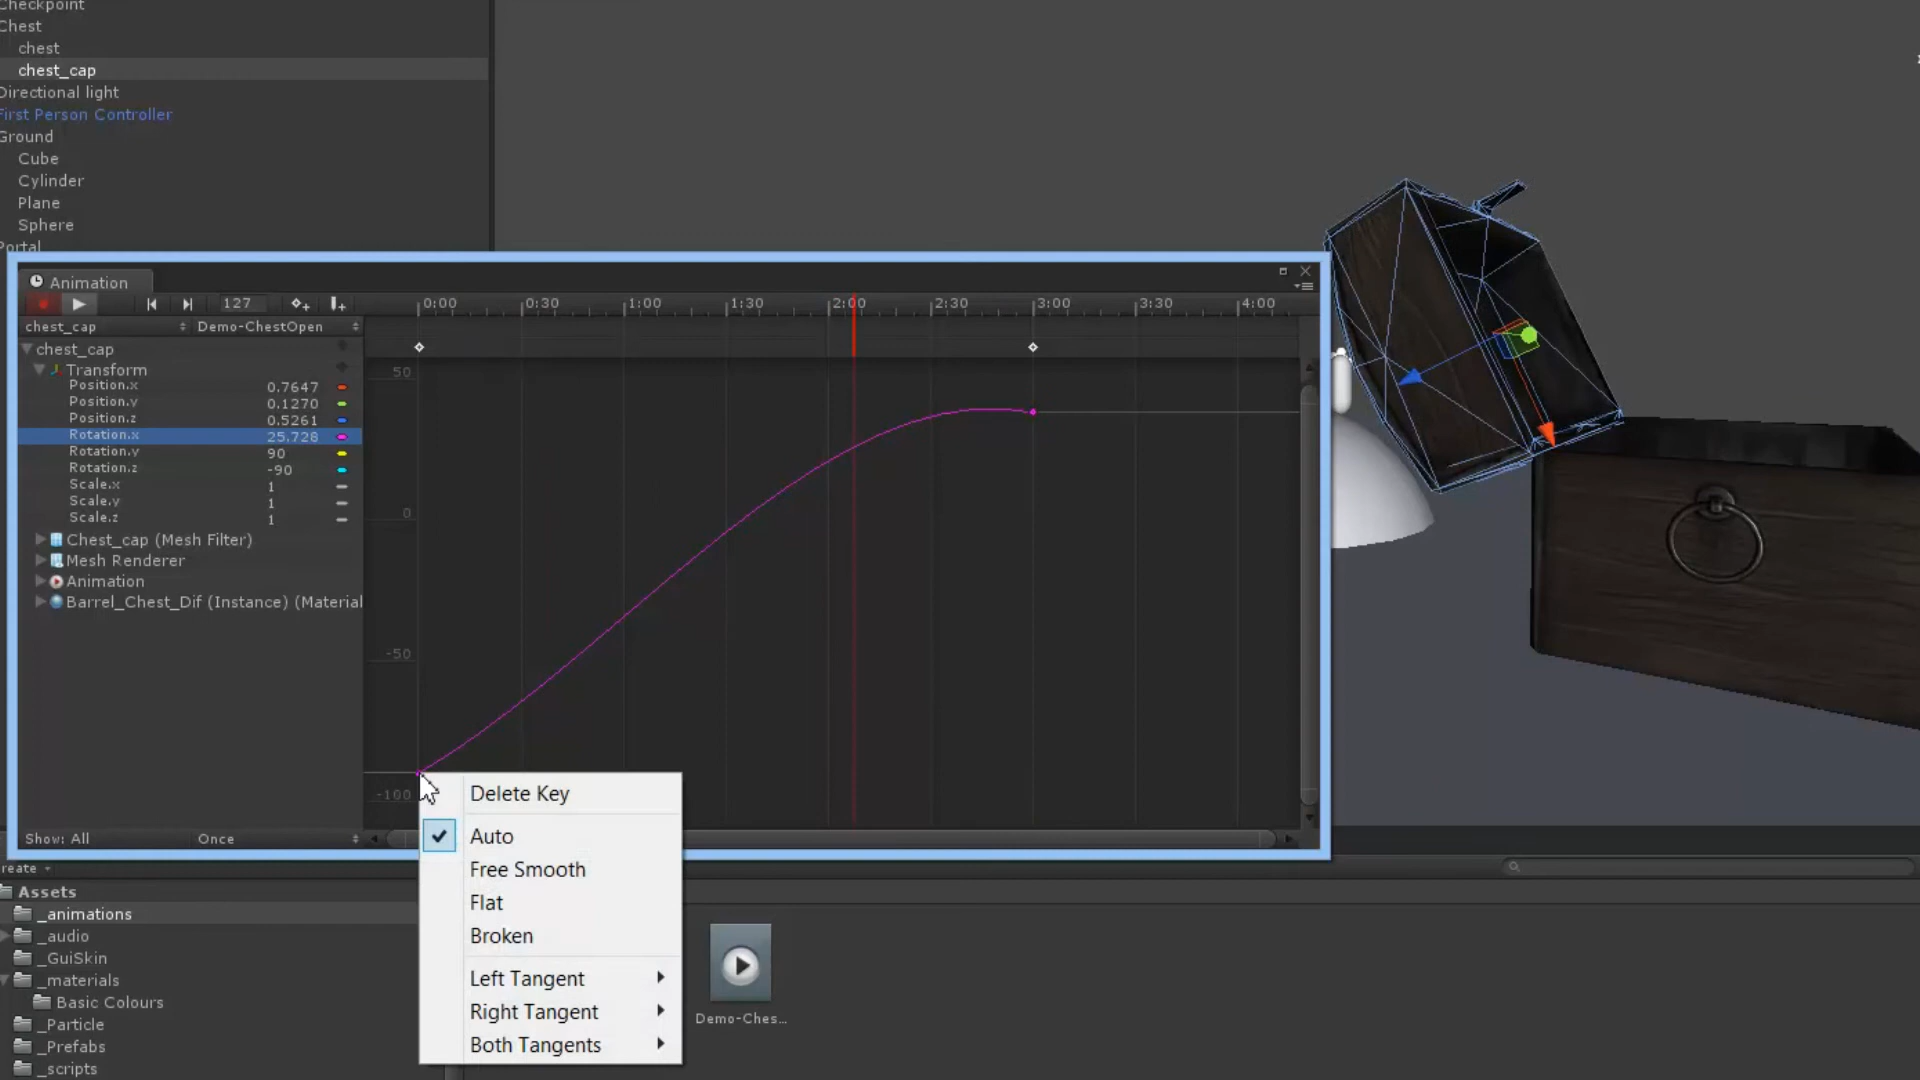 Checkpoint
Chest
chest
chest_cap
Directional light
First Person Controller
Ground
Cube
Cylinder
Plane
Sphere
Portal
Animation
127
0:00
0:30
1:00
1:30
2:00
2:30
3:00
3:30
4:00
chest_cap
Demo-ChestOpen
chest_cap
Transform
Position.x 0.7647
Position.y 0.1270
Position.z 0.5261
Rotation.x 25.728
Rotation.y 90
Rotation.z -90
Scale.x 1
Scale.y 1
Scale.z 1
Chest_cap (Mesh Filter)
Mesh Renderer
Animation
Barrel_Chest_Dif (Instance) (Material
50
0
-50
-100
Show: All
Once
Delete Key
Auto
Free Smooth
Flat
Broken
Left Tangent
Right Tangent
Both Tangents
reate
Assets
_animations
_audio
_GuiSkin
_materials
Basic Colours
_Particle
_Prefabs
_scripts
Demo-Ches...